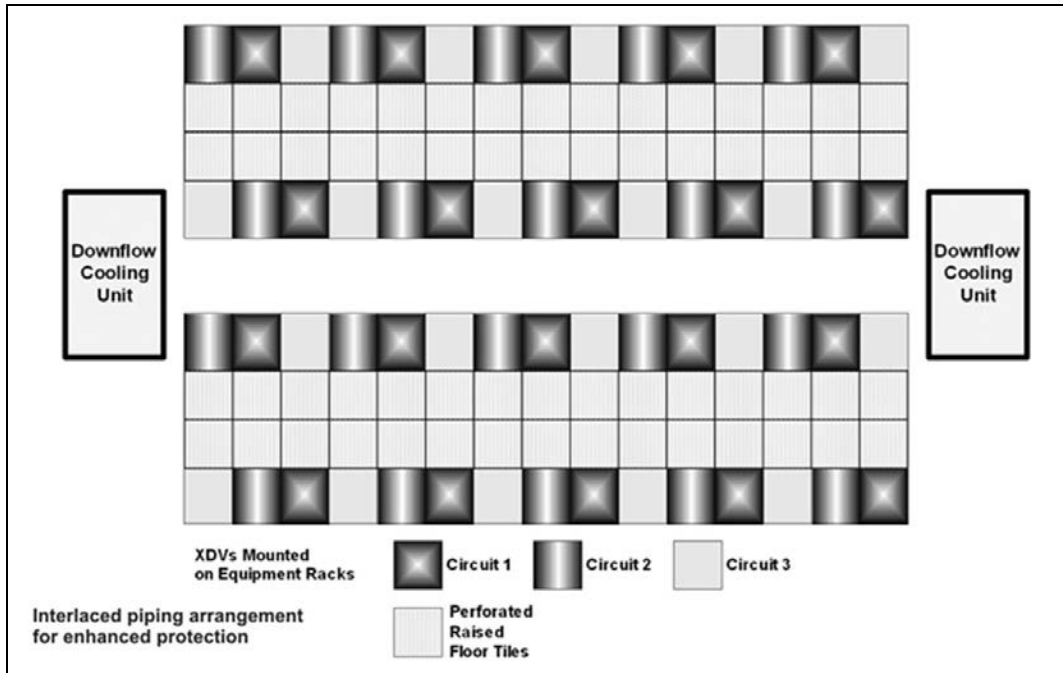 Downflow
Cooling
Unit
Downflow
Cooling
Unit
XDVs Mounted
on Equipment Racks
Circuit 1
Circuit 2
Circuit 3
Interlaced piping arrangement
for enhanced protection
Perforated
Raised
Floor Tiles